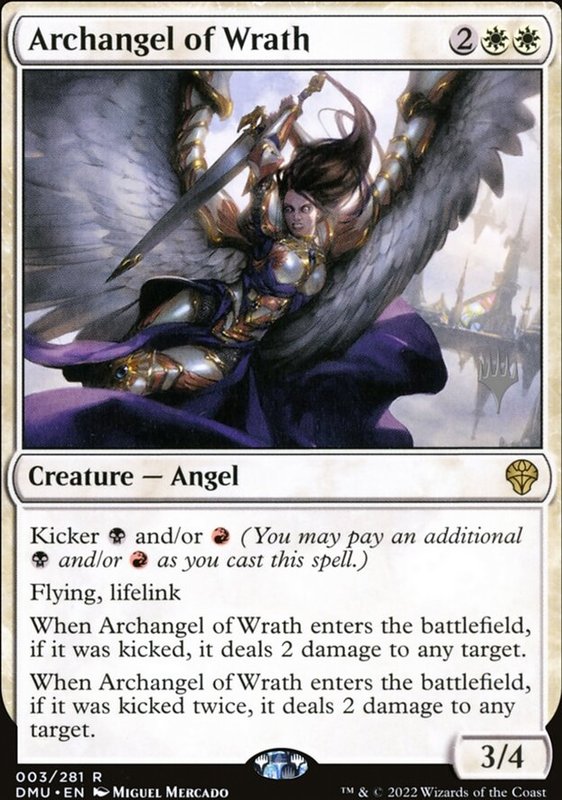 Archangel of Wrath 2
Creature — Angel
Kicker and/or (You may pay an additional
and/or as you cast this spell.)
Flying, lifelink
When Archangel of Wrath enters the battlefield,
if it was kicked, it deals 2 damage to any target.
When Archangel of Wrath enters the battlefield,
if it was kicked twice, it deals 2 damage to any
target.
3/4
003/281 R
DMU • EN Miguel Mercado
™ & © 2022 Wizards of the Coast